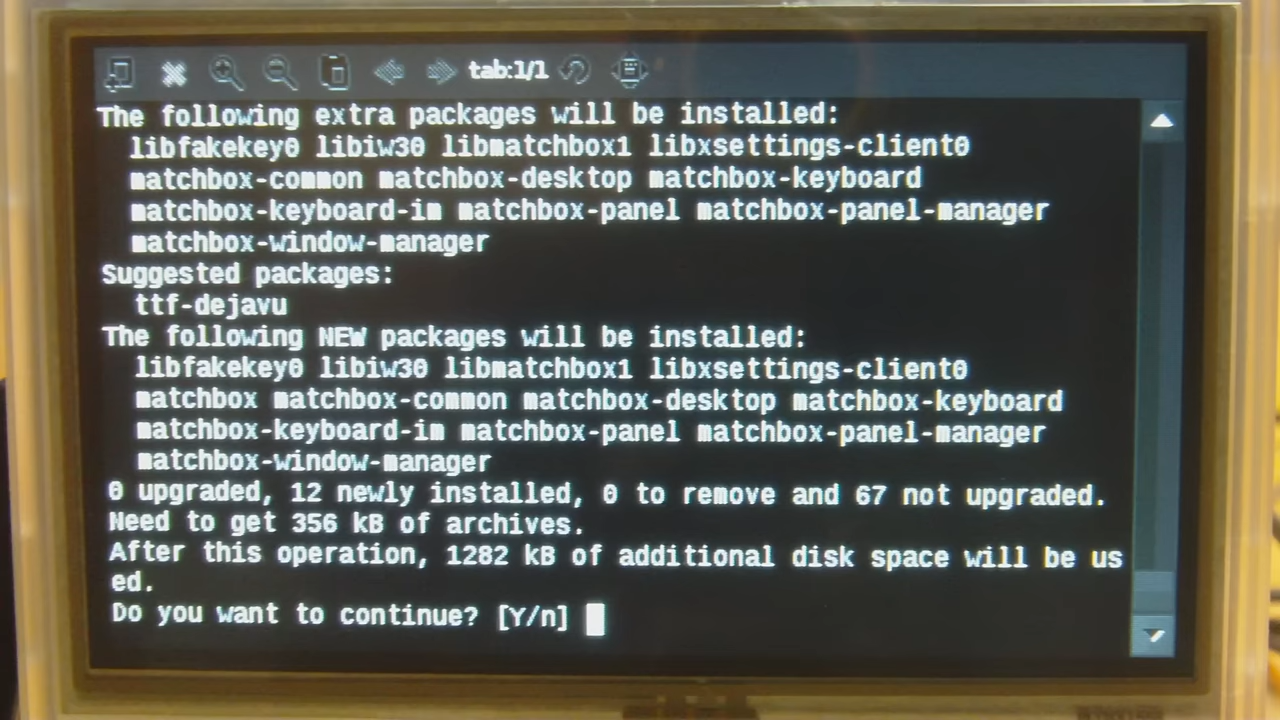 tab:1/1
The following extra packages will be installed:
libfakekey0 libiw30 libmatchbox1 libxsettings-client0
matchbox-common matchbox-desktop matchbox-keyboard
matchbox-keyboard-im matchbox-panel matchbox-panel-manager
matchbox-window-manager
Suggested packages:
ttf-dejavu
The following NEW packages will be installed:
libfakekey0 libiw30 libmatchbox1 libxsettings-client0
matchbox matchbox-common matchbox-desktop matchbox-keyboard
matchbox-keyboard-im matchbox-panel matchbox-panel-manager
matchbox-window-manager
0 upgraded, 12 newly installed, 0 to remove and 67 not upgraded.
Need to get 356 kB of archives.
After this operation, 1282 kB of additional disk space will be us
ed.
Do you want to continue? [Y/n]